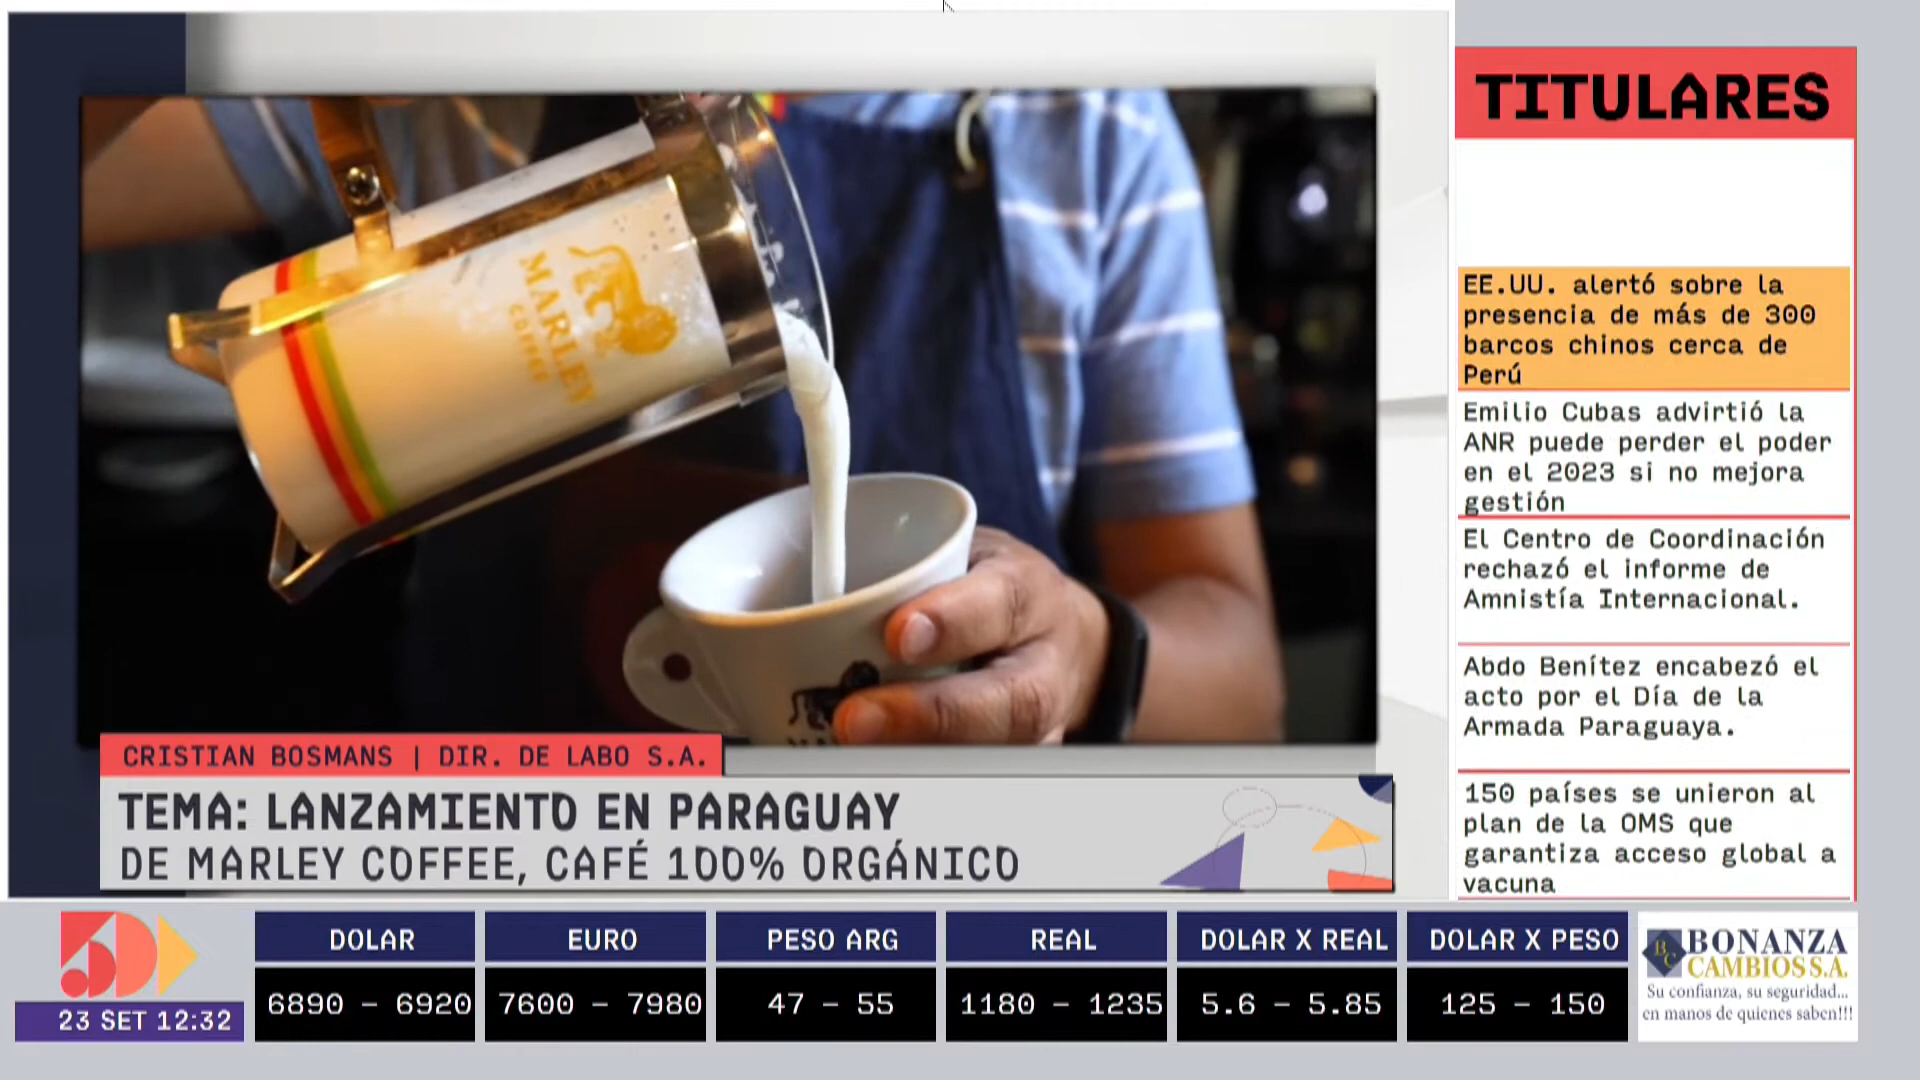 MARLEY
COFFEE
CRISTIAN BOSMANS | DIR. DE LABO S.A.
TEMA: LANZAMIENTO EN PARAGUAY
DE MARLEY COFFEE, CAFÉ 100% ORGÁNICO
TITULARES
EE.UU. alertó sobre la
presencia de más de 300
barcos chinos cerca de
Perú
Emilio Cubas advirtió la
ANR puede perder el poder
en el 2023 si no mejora
gestión
El Centro de Coordinación
rechazó el informe de
Amnistía Internacional.
Abdo Benítez encabezó el
acto por el Día de la
Armada Paraguaya.
150 países se unieron al
plan de la OMS que
garantiza acceso global a
vacuna
5D
23 SET 12:32
DOLAR
6890 - 6920
EURO
7600 - 7980
PESO ARG
47 - 55
REAL
1180 - 1235
DOLAR X REAL
5.6 - 5.85
DOLAR X PESO
125 - 150
BC BONANZA
CAMBIOS S.A.
Su confianza, su seguridad...
en manos de quienes saben!!!